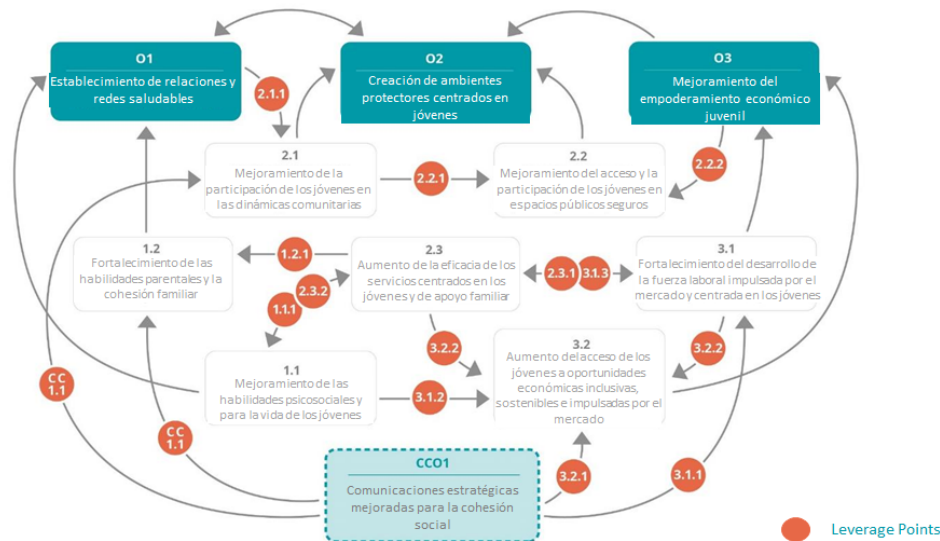 O1
Establecimiento de relaciones y
redes saludables
O2
Creación de ambientes
protectores centrados en
jóvenes
O3
Mejoramiento del
empoderamiento económico
juvenil
2.1.1
2.1
Mejoramiento de la
participación de los jóvenes en
las dinámicas comunitarias
2.2.1
2.2
Mejoramiento del acceso y la
participación de los jóvenes en
espacios públicos seguros
2.2.2
1.2
Fortalecimiento de las
habilidades parentales y la
cohesión familiar
1.2.1
2.3
Aumento de la eficacia de los
servicios centrados en los
jóvenes y de apoyo familiar
2.3.1
3.1.3
3.1
Fortalecimiento del desarrollo de
la fuerza laboral impulsada por el
mercado y centrada en los jóvenes
2.3.2
1.1.1
3.2.2
3.2.2
1.1
Mejoramiento de las
habilidades psicosociales y
para la vida de los jóvenes
3.1.2
3.2
Aumento del acceso de los
jóvenes a oportunidades
económicas inclusivas,
sostenibles e impulsadas por el
mercado
CC
1.1
CC
1.1
CCO1
Comunicaciones estratégicas
mejoradas para la cohesión
social
3.2.1
3.1.1
Leverage Points